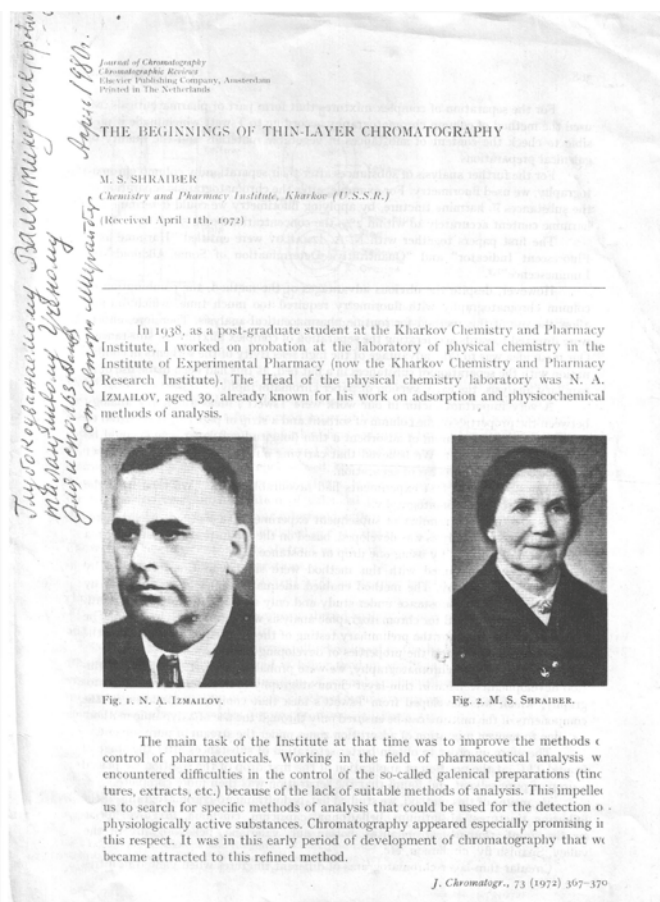 Глубокоуважаемому Валентину Викторов
талантливому Ученому
для использован
от автора MШрайбер Апрель 1980г.
Journal of Chromatography
Chromatographic Reviews
Elsevier Publishing Company, Amsterdam
Printed in The Netherlands
THE BEGINNINGS OF THIN-LAYER CHROMATOGRAPHY
M. S. SHRAIBER
Chemistry and Pharmacy Institute, Kharkov (U.S.S.R.)
(Received April 11th, 1972)
In 1938, as a post-graduate student at the Kharkov Chemistry and Pharmacy
Institute, I worked on probation at the laboratory of physical chemistry in the
Institute of Experimental Pharmacy (now the Kharkov Chemistry and Pharmacy
Research Institute). The Head of the physical chemistry laboratory was N. A.
IZMAILOV, aged 30, already known for his work on adsorption and physicochemical
methods of analysis.
Fig. 1. N. A. IZMAILOV.
Fig. 2. M. S. SHRAIBER.
The main task of the Institute at that time was to improve the methods
control of pharmaceuticals. Working in the field of pharmaceutical analysis w
encountered difficulties in the control of the so-called galenical preparations (tinc
tures, extracts, etc.) because of the lack of suitable methods of analysis. This impelled
us to search for specific methods of analysis that could be used for the detection o
physiologically active substances. Chromatography appeared especially promising in
this respect. It was in this early period of development of chromatography that we
became attracted to this refined method.
J. Chromatogr., 73 (1972) 367–370